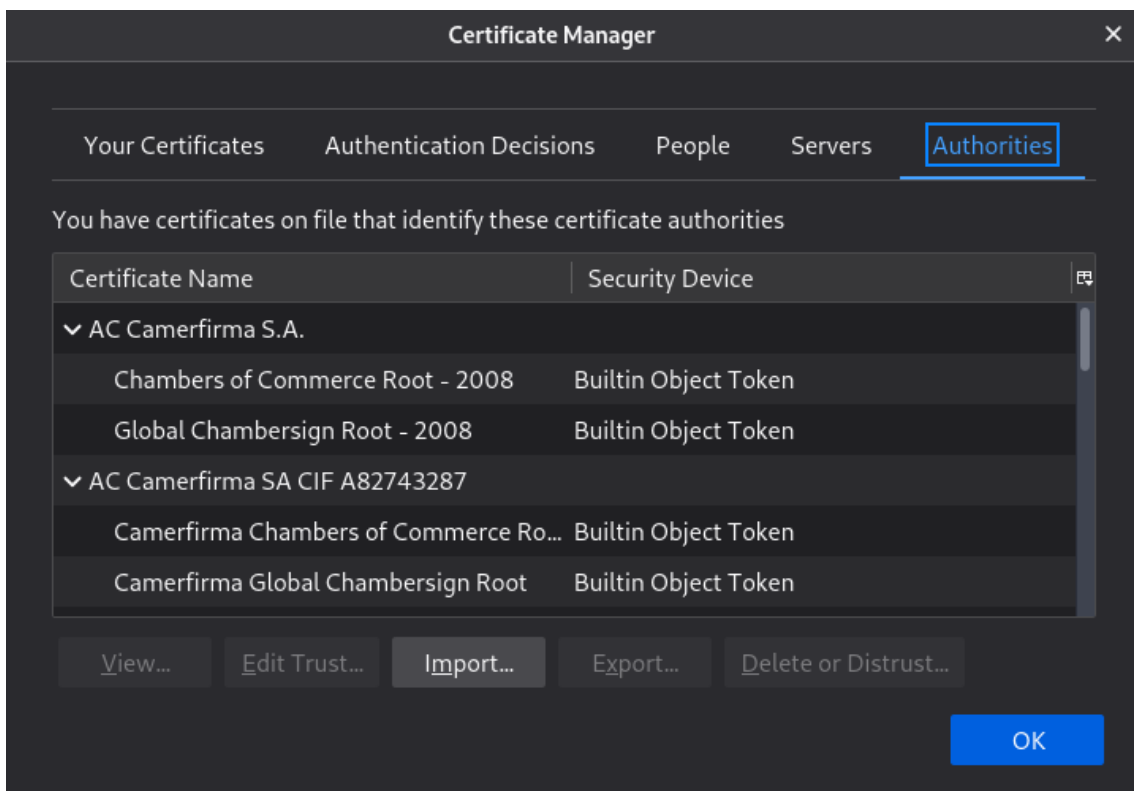 Certificate Manager
Your Certificates Authentication Decisions People Servers Authorities
You have certificates on file that identify these certificate authorities
Certificate Name Security Device
AC Camerfirma S.A.
Chambers of Commerce Root - 2008 Builtin Object Token
Global Chambersign Root - 2008 Builtin Object Token
AC Camerfirma SA CIF A82743287
Camerfirma Chambers of Commerce Ro... Builtin Object Token
Camerfirma Global Chambersign Root Builtin Object Token
View... Edit Trust... Import... Export... Delete or Distrust...
OK